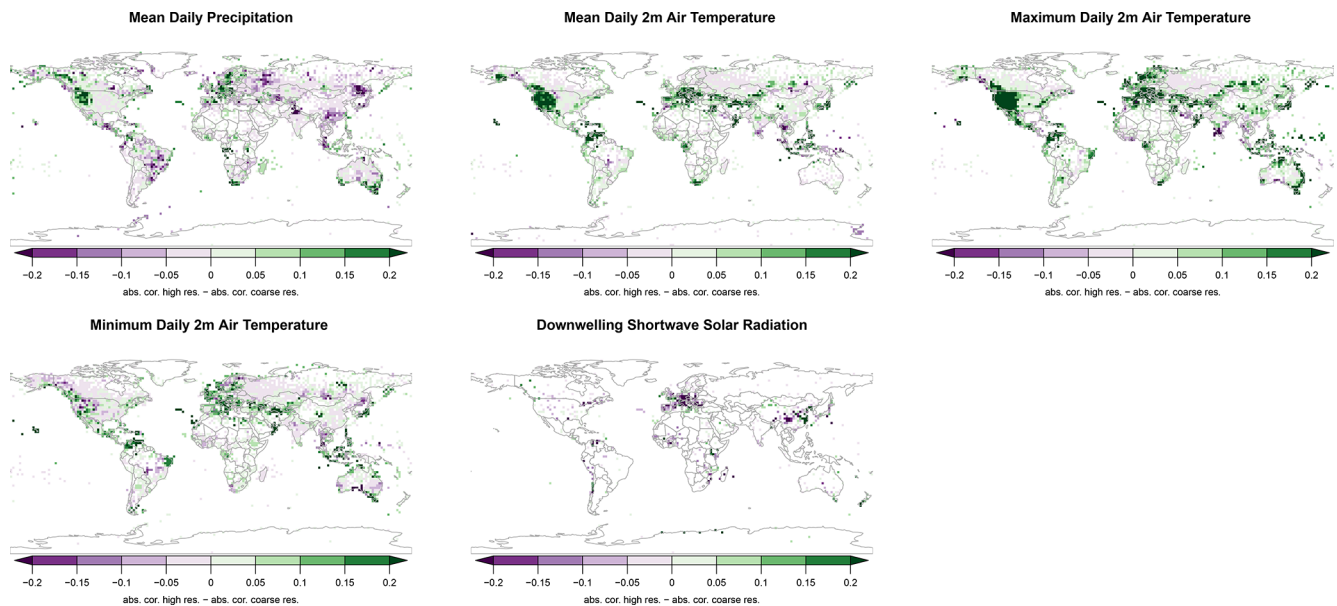 Mean Daily Precipitation
Mean Daily 2m Air Temperature
Maximum Daily 2m Air Temperature
−0.2 −0.15 −0.1 −0.05 0 0.05 0.1 0.15 0.2
−0.2 −0.15 −0.1 −0.05 0 0.05 0.1 0.15 0.2
−0.2 −0.15 −0.1 −0.05 0 0.05 0.1 0.15 0.2
abs. cor. high res. − abs. cor. coarse res.
abs. cor. high res. − abs. cor. coarse res.
abs. cor. high res. − abs. cor. coarse res.
Minimum Daily 2m Air Temperature
Downwelling Shortwave Solar Radiation
−0.2 −0.15 −0.1 −0.05 0 0.05 0.1 0.15 0.2
−0.2 −0.15 −0.1 −0.05 0 0.05 0.1 0.15 0.2
abs. cor. high res. − abs. cor. coarse res.
abs. cor. high res. − abs. cor. coarse res.